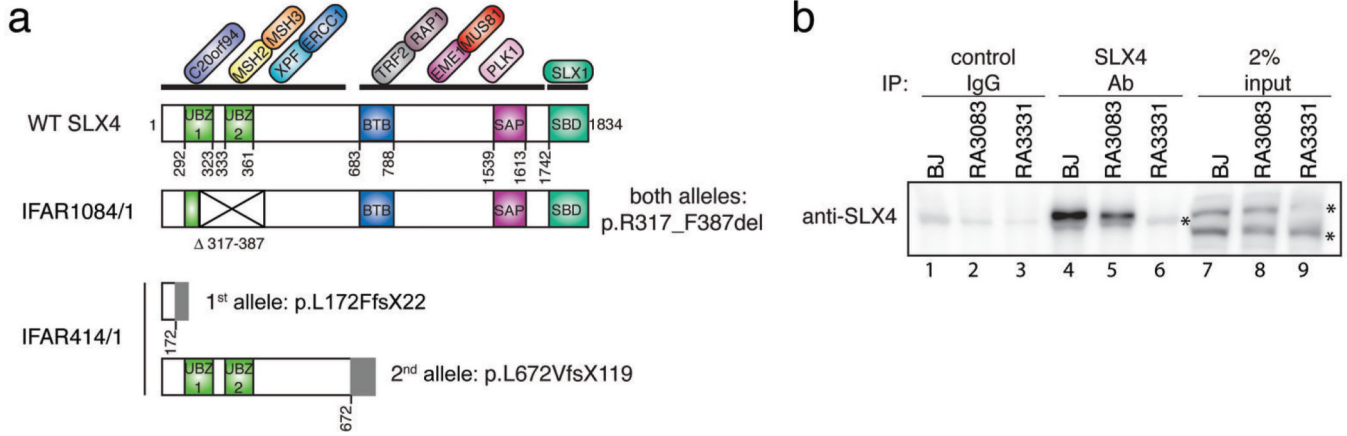 a
C20orf94
MSH2
MSH3
XPF
ERCC1
TRF2
RAP1
EME1
MUS81
PLK1
SLX1
WT SLX4
1
UBZ
1
UBZ
2
BTB
SAP
SBD
1834
292
323
333
361
683
788
1539
1613
1742
IFAR1084/1
BTB
SAP
SBD
both alleles:
p.R317_F387del
Δ 317-387
IFAR414/1
1st allele: p.L172FfsX22
172
UBZ
1
UBZ
2
2nd allele: p.L672VfsX119
672
b
IP:
control
IgG
SLX4
Ab
2%
input
BJ
RA3083
RA3331
BJ
RA3083
RA3331
BJ
RA3083
RA3331
anti-SLX4
*
*
*
1 2 3 4 5 6 7 8 9